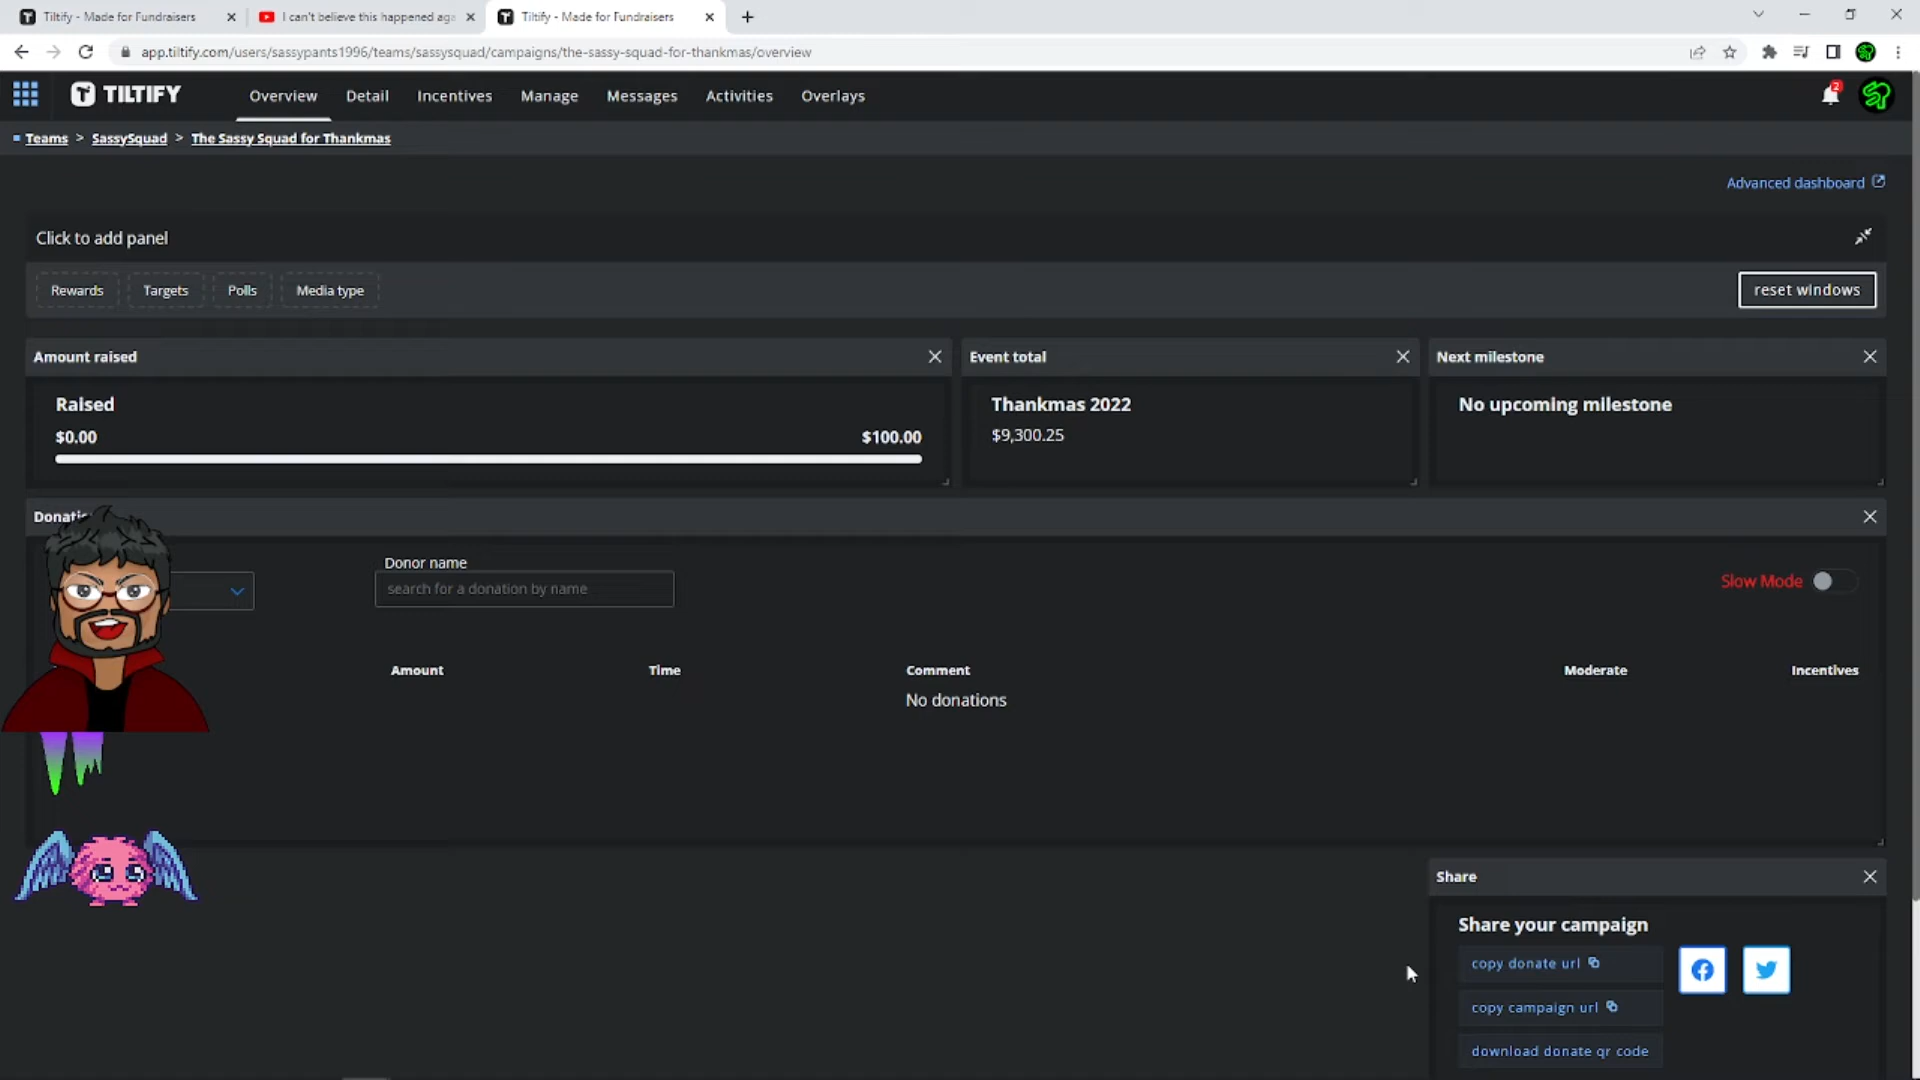 Tiltify - Made for Fundraisers
I can't believe this happened aga
Tiltify - Made for Fundraisers
app.tiltify.com/users/sassypants1996/teams/sassysquad/campaigns/the-sassy-squad-for-thankmas/overview
TILTIFY
Overview
Detail
Incentives
Manage
Messages
Activities
Overlays
2
Teams > SassySquad > The Sassy Squad for Thankmas
Advanced dashboard
Click to add panel
Rewards
Targets
Polls
Media type
reset windows
Amount raised
Event total
Next milestone
Raised
$0.00
$100.00
Thankmas 2022
$9,300.25
No upcoming milestone
Donati
Donor name
search for a donation by name
Slow Mode
Amount
Time
Comment
Moderate
Incentives
No donations
Share
Share your campaign
copy donate url
copy campaign url
download donate qr code